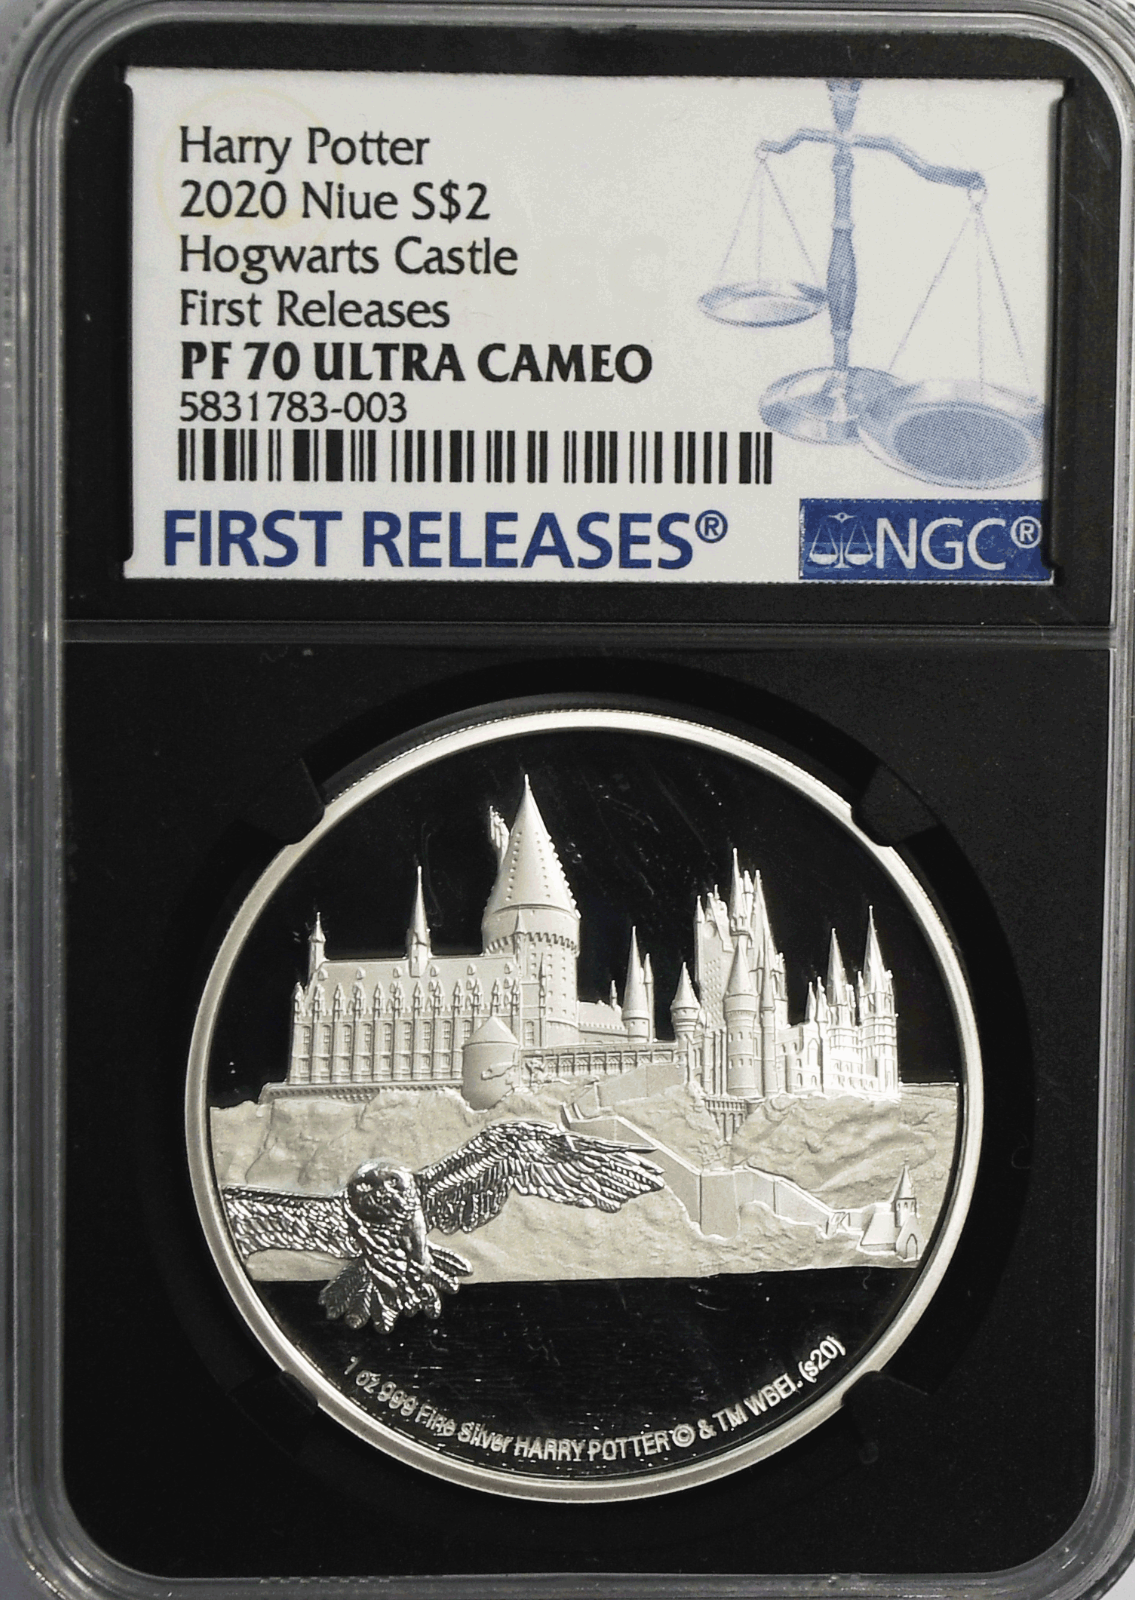 Harry Potter
2020 Niue S$2
Hogwarts Castle
First Releases
PF 70 ULTRA CAMEO
5831783-003
FIRST RELEASES®
NGC®
1 oz 999 Fine Silver HARRY POTTER © & TM WBEI. (s20)